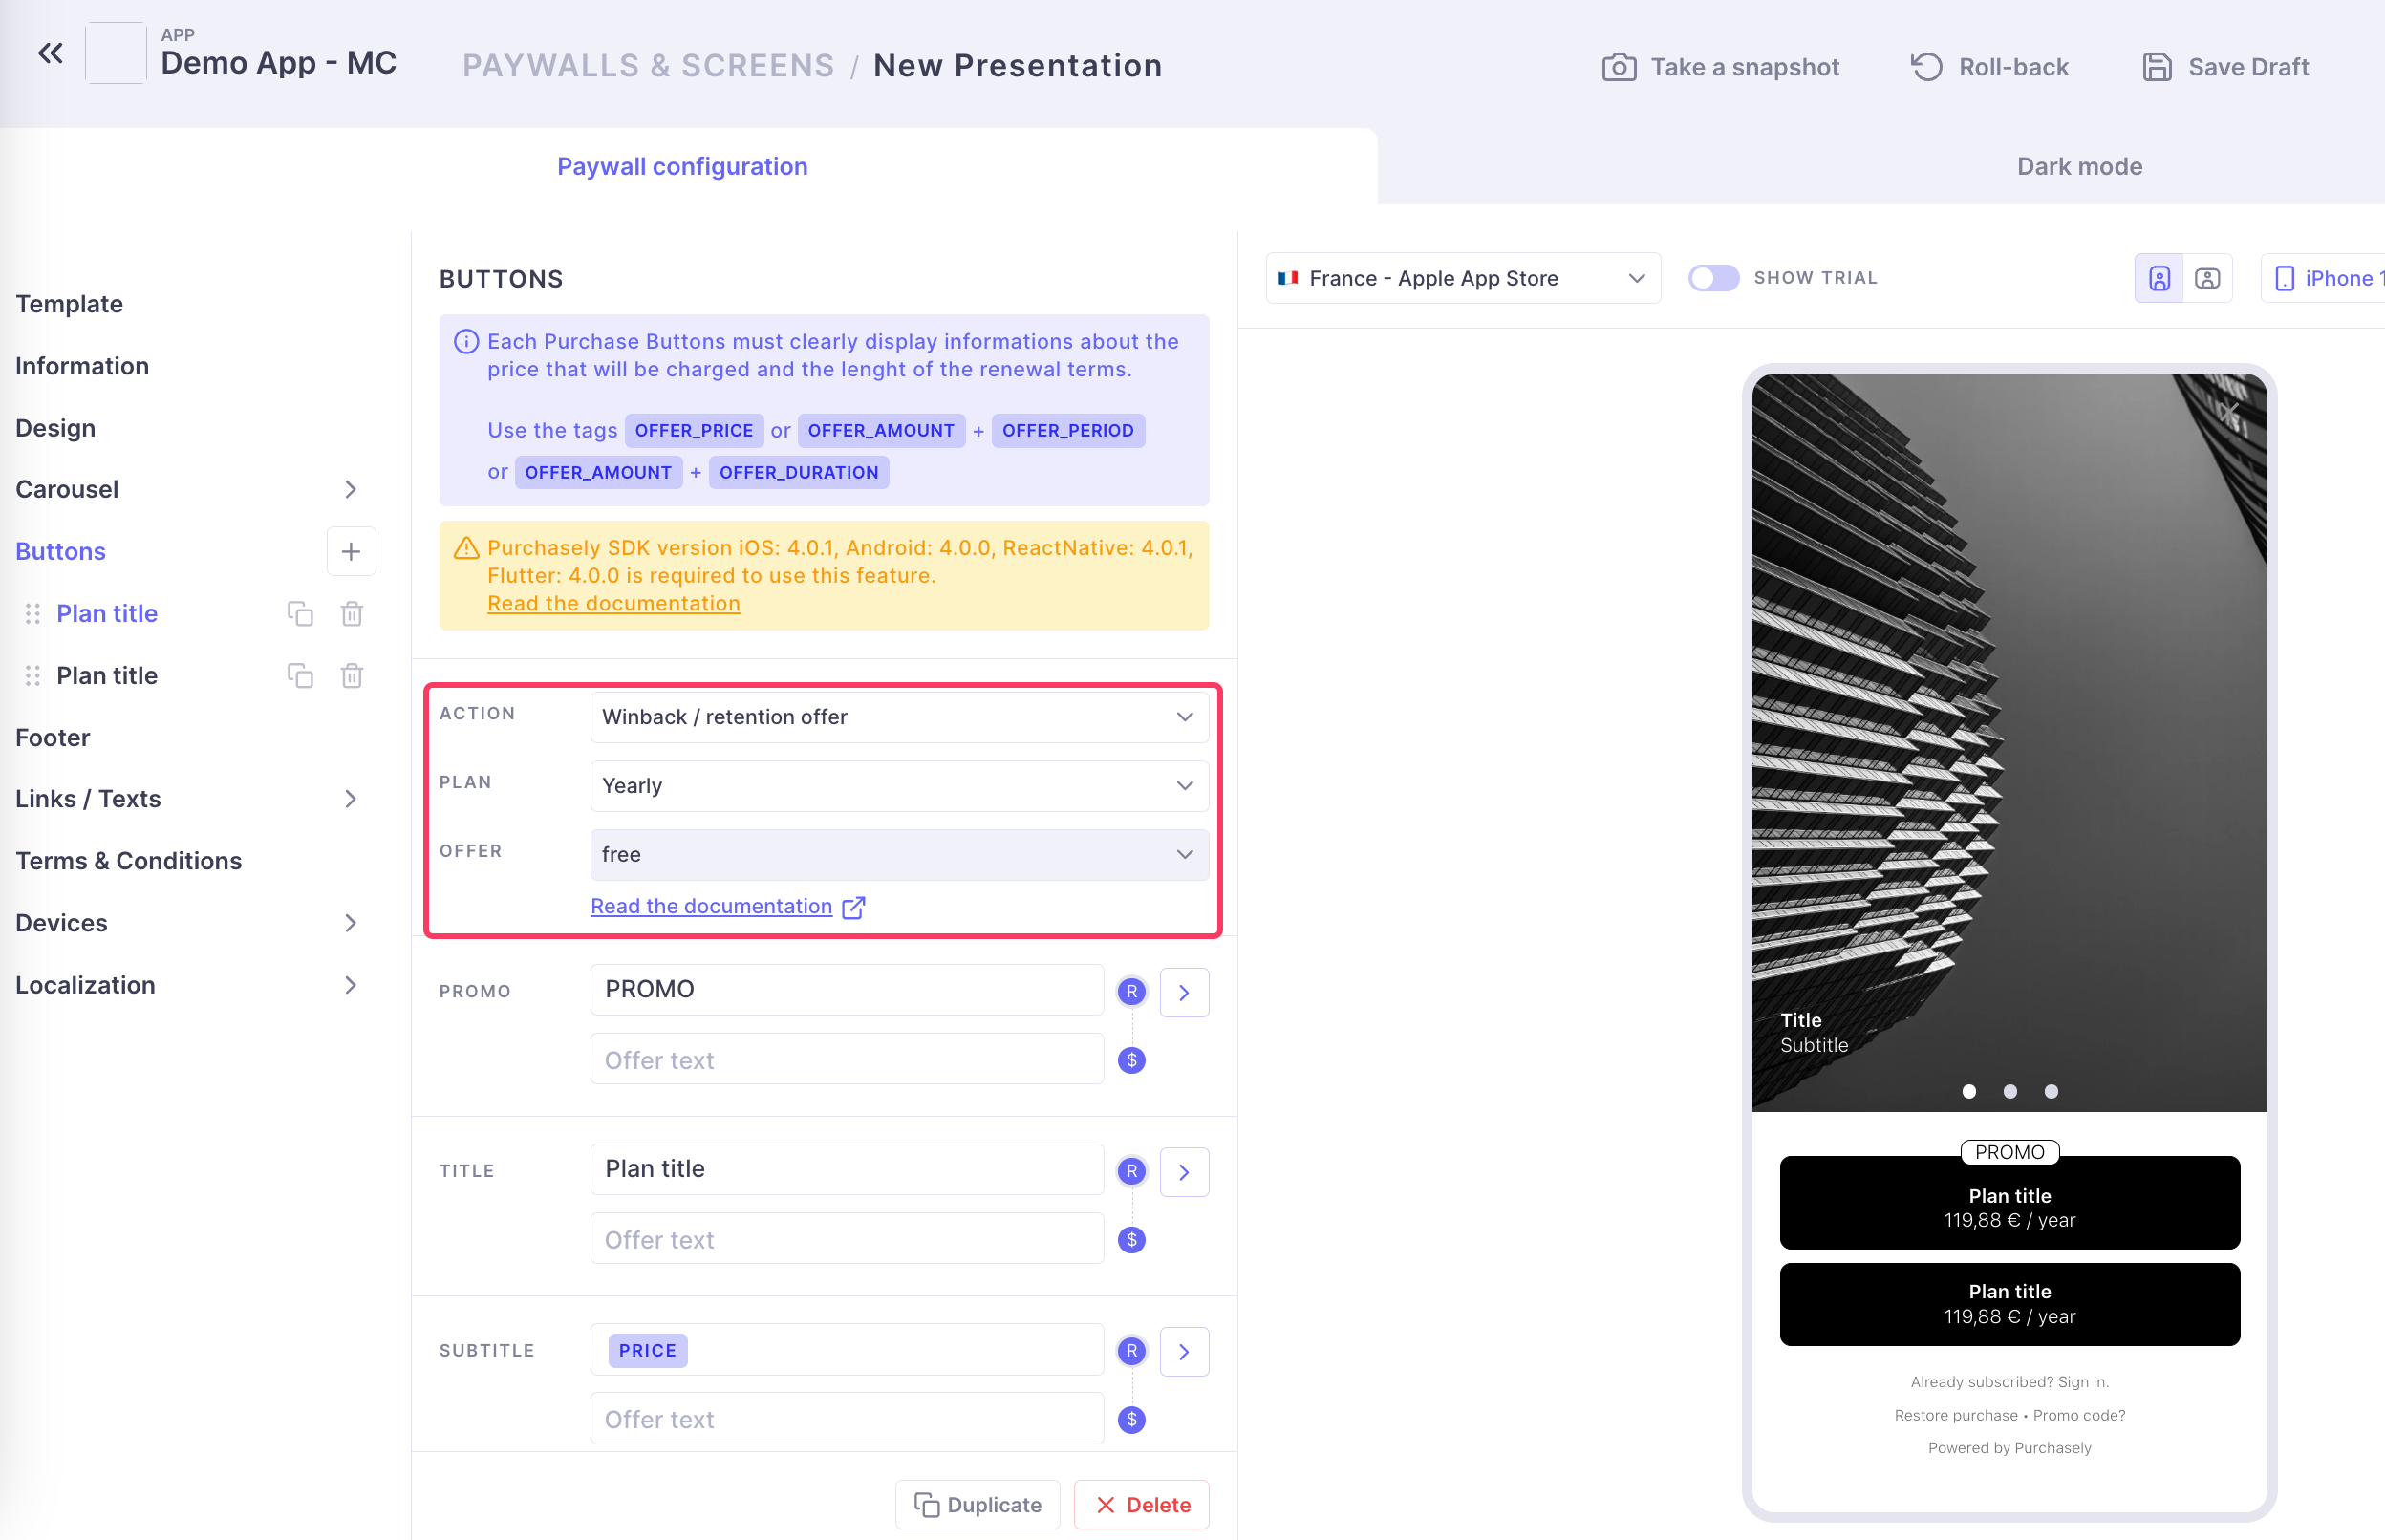 APP
Demo App - MC
PAYWALLS & SCREENS / New Presentation
Take a snapshot
Roll-back
Save Draft
Paywall configuration
Dark mode
Template
Information
Design
Carousel
Buttons
Plan title
Plan title
Footer
Links / Texts
Terms & Conditions
Devices
Localization
BUTTONS
Each Purchase Buttons must clearly display informations about the
price that will be charged and the lenght of the renewal terms.
Use the tags OFFER_PRICE or OFFER_AMOUNT + OFFER_PERIOD
or OFFER_AMOUNT + OFFER_DURATION
Purchasely SDK version iOS: 4.0.1, Android: 4.0.0, ReactNative: 4.0.1,
Flutter: 4.0.0 is required to use this feature.
Read the documentation
ACTION
Winback / retention offer
PLAN
Yearly
OFFER
free
Read the documentation
PROMO
PROMO
R
Offer text
$
TITLE
Plan title
R
Offer text
$
SUBTITLE
PRICE
R
Offer text
$
Duplicate
Delete
France - Apple App Store
SHOW TRIAL
iPhone 1
Title
Subtitle
PROMO
Plan title
119,88 € / year
Plan title
119,88 € / year
Already subscribed? Sign in.
Restore purchase • Promo code?
Powered by Purchasely